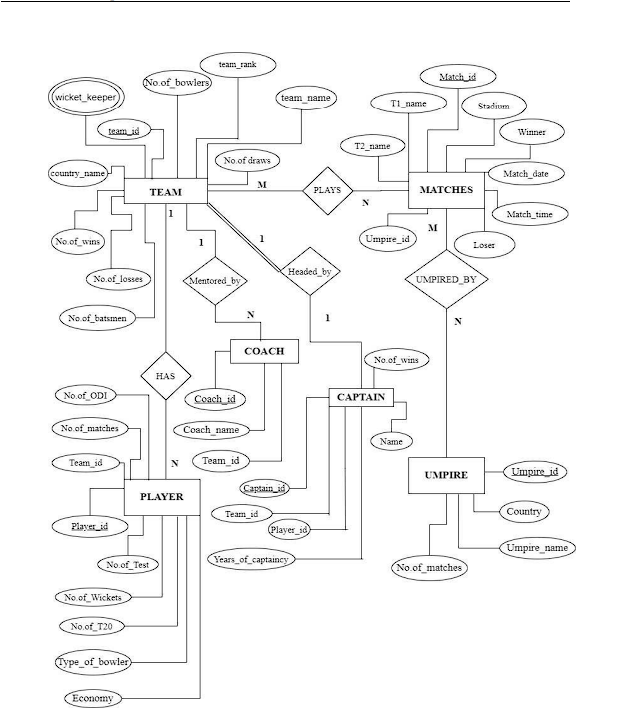 team_rank
No.of_bowlers
Match_id
wicket_keeper
team_name
T1_name
Stadium
team_id
Winner
T2_name
No.of draws
country_name
Match_date
M
TEAM
PLAYS
MATCHES
N
1
Match_time
M
Umpire_id
No.of_wins
1
1
Loser
No.of_losses
Mentored_by
Headed_by
UMPIRED_BY
No.of_batsmen
N
1
N
COACH
No.of_wins
HAS
No.of_ODI
Coach_id
CAPTAIN
No.of_matches
Coach_name
Name
Team_id
Team_id
N
UMPIRE
Umpire_id
Captain_id
PLAYER
Team_id
Country
Player_id
Player_id
Umpire_name
No.of_Test
Years_of_captaincy
No.of_matches
No.of_Wickets
No.of_T20
Type_of_bowler
Economy